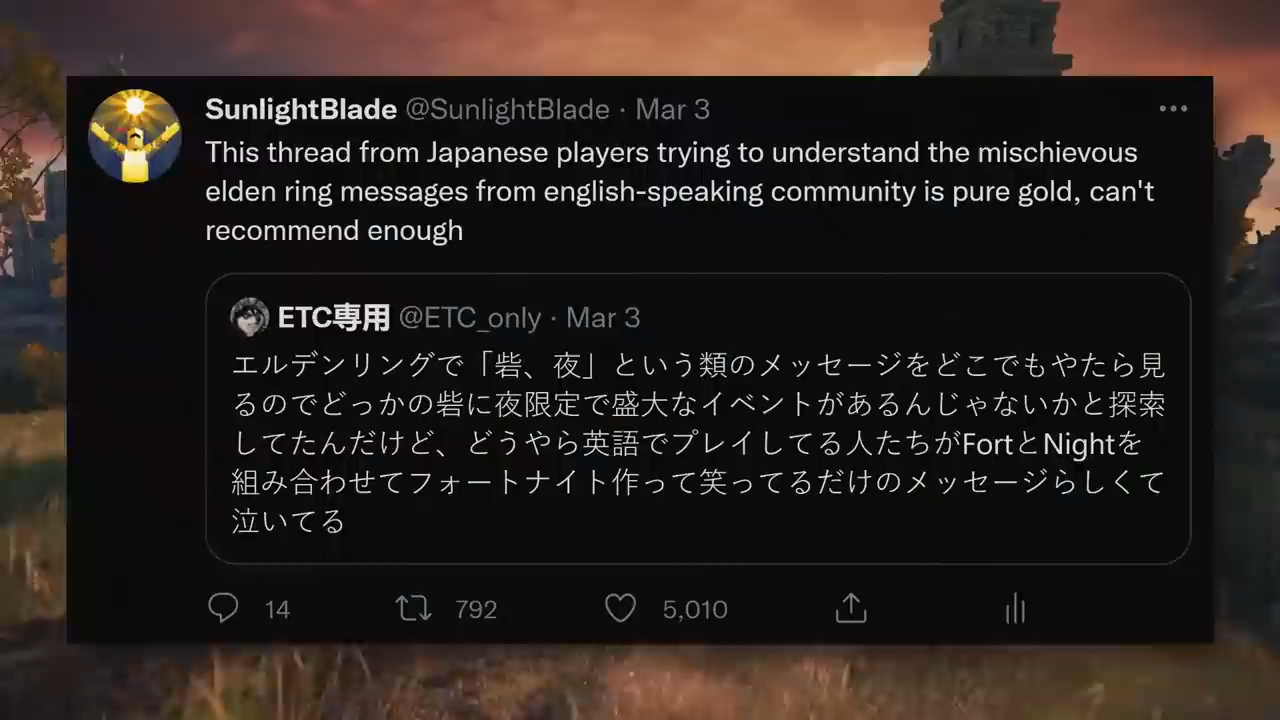 SunlightBlade @SunlightBlade · Mar 3
This thread from Japanese players trying to understand the mischievous
elden ring messages from english-speaking community is pure gold, can't
recommend enough
ETC専用 @ETC_only · Mar 3
エルデンリングで「砦、夜」という類のメッセージをどこでもやたら見
るのでどっかの砦に夜限定で盛大なイベントがあるんじゃないかと探索
してたんだけど、どうやら英語でプレイしてる人たちがFortとNightを
組み合わせてフォートナイト作って笑ってるだけのメッセージらしくて
泣いてる
14 792 5,010